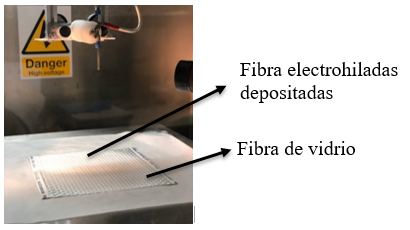 Danger
High voltage
Fibra electrohiladas
depositadas
Fibra de vidrio